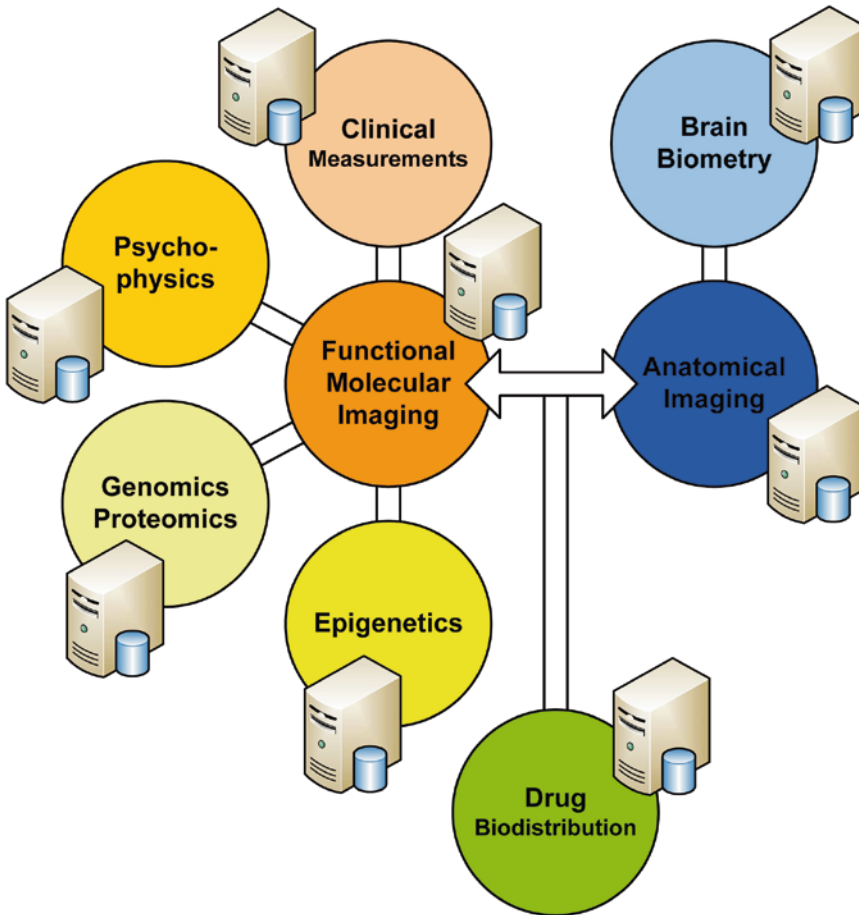 Clinical
Measurements
Brain
Biometry
Psycho-
physics
Functional
Molecular
Imaging
Anatomical
Imaging
Genomics
Proteomics
Epigenetics
Drug
Biodistribution